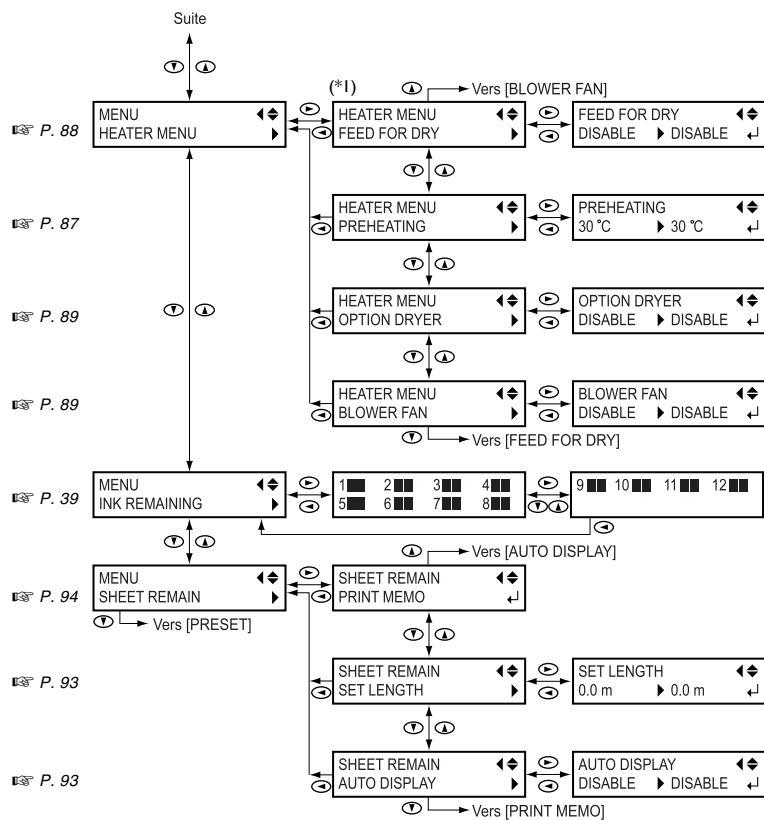 Suite
(*1)
Vers [BLOWER FAN]
☞ P. 88
MENU
HEATER MENU
HEATER MENU
FEED FOR DRY
FEED FOR DRY
DISABLE ▶ DISABLE
☞ P. 87
HEATER MENU
PREHEATING
PREHEATING
30 ℃ ▶ 30 ℃
☞ P. 89
HEATER MENU
OPTION DRYER
OPTION DRYER
DISABLE ▶ DISABLE
☞ P. 89
HEATER MENU
BLOWER FAN
BLOWER FAN
DISABLE ▶ DISABLE
Vers [FEED FOR DRY]
☞ P. 39
MENU
INK REMAINING
1■■ 2■■ 3■■ 4■■
5■■ 6■■ 7■■ 8■■
9■■ 10■■ 11■■ 12■■
Vers [AUTO DISPLAY]
☞ P. 94
MENU
SHEET REMAIN
SHEET REMAIN
PRINT MEMO
Vers [PRESET]
☞ P. 93
SHEET REMAIN
SET LENGTH
SET LENGTH
0.0 m ▶ 0.0 m
☞ P. 93
SHEET REMAIN
AUTO DISPLAY
AUTO DISPLAY
DISABLE ▶ DISABLE
Vers [PRINT MEMO]